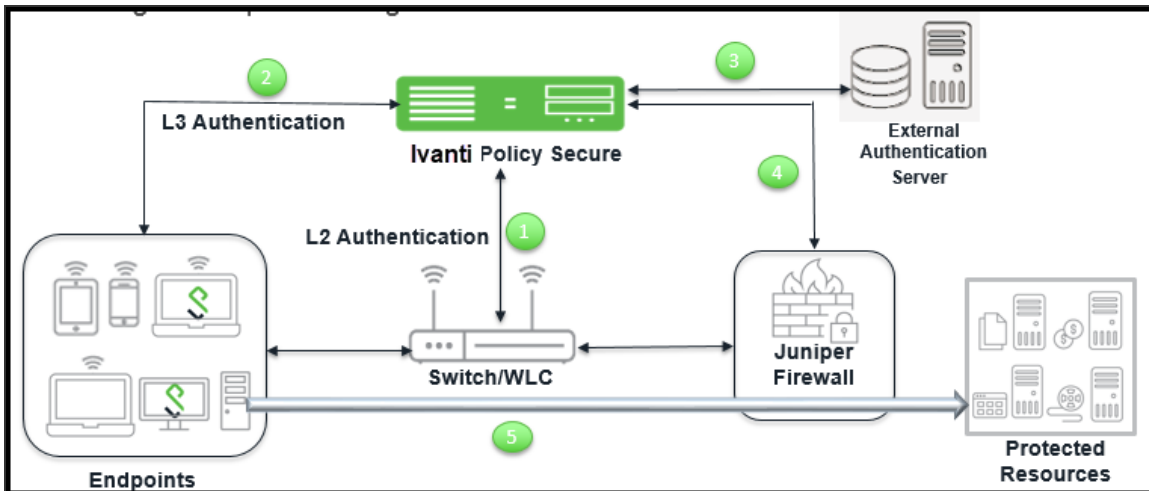 2
3
L3 Authentication
Ivanti Policy Secure
External
Authentication
Server
4
L2 Authentication
1
Switch/WLC
Juniper
Firewall
5
Endpoints
Protected
Resources